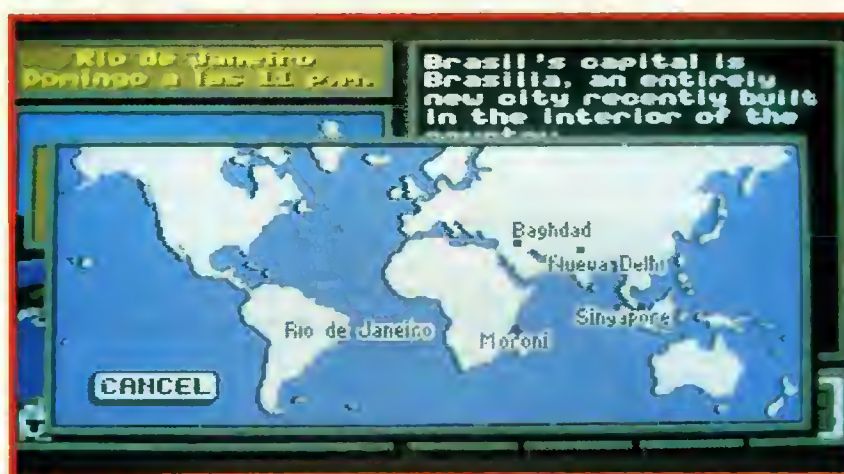 Rio de Janeiro
Domingo a las 11 p.m.
Brasil's capital is
Brasilia, an entirely
new city recently built
in the interior of the
Baghdad
Nueva Delhi
Singapore
Rio de Janeiro
Moroni
CANCEL